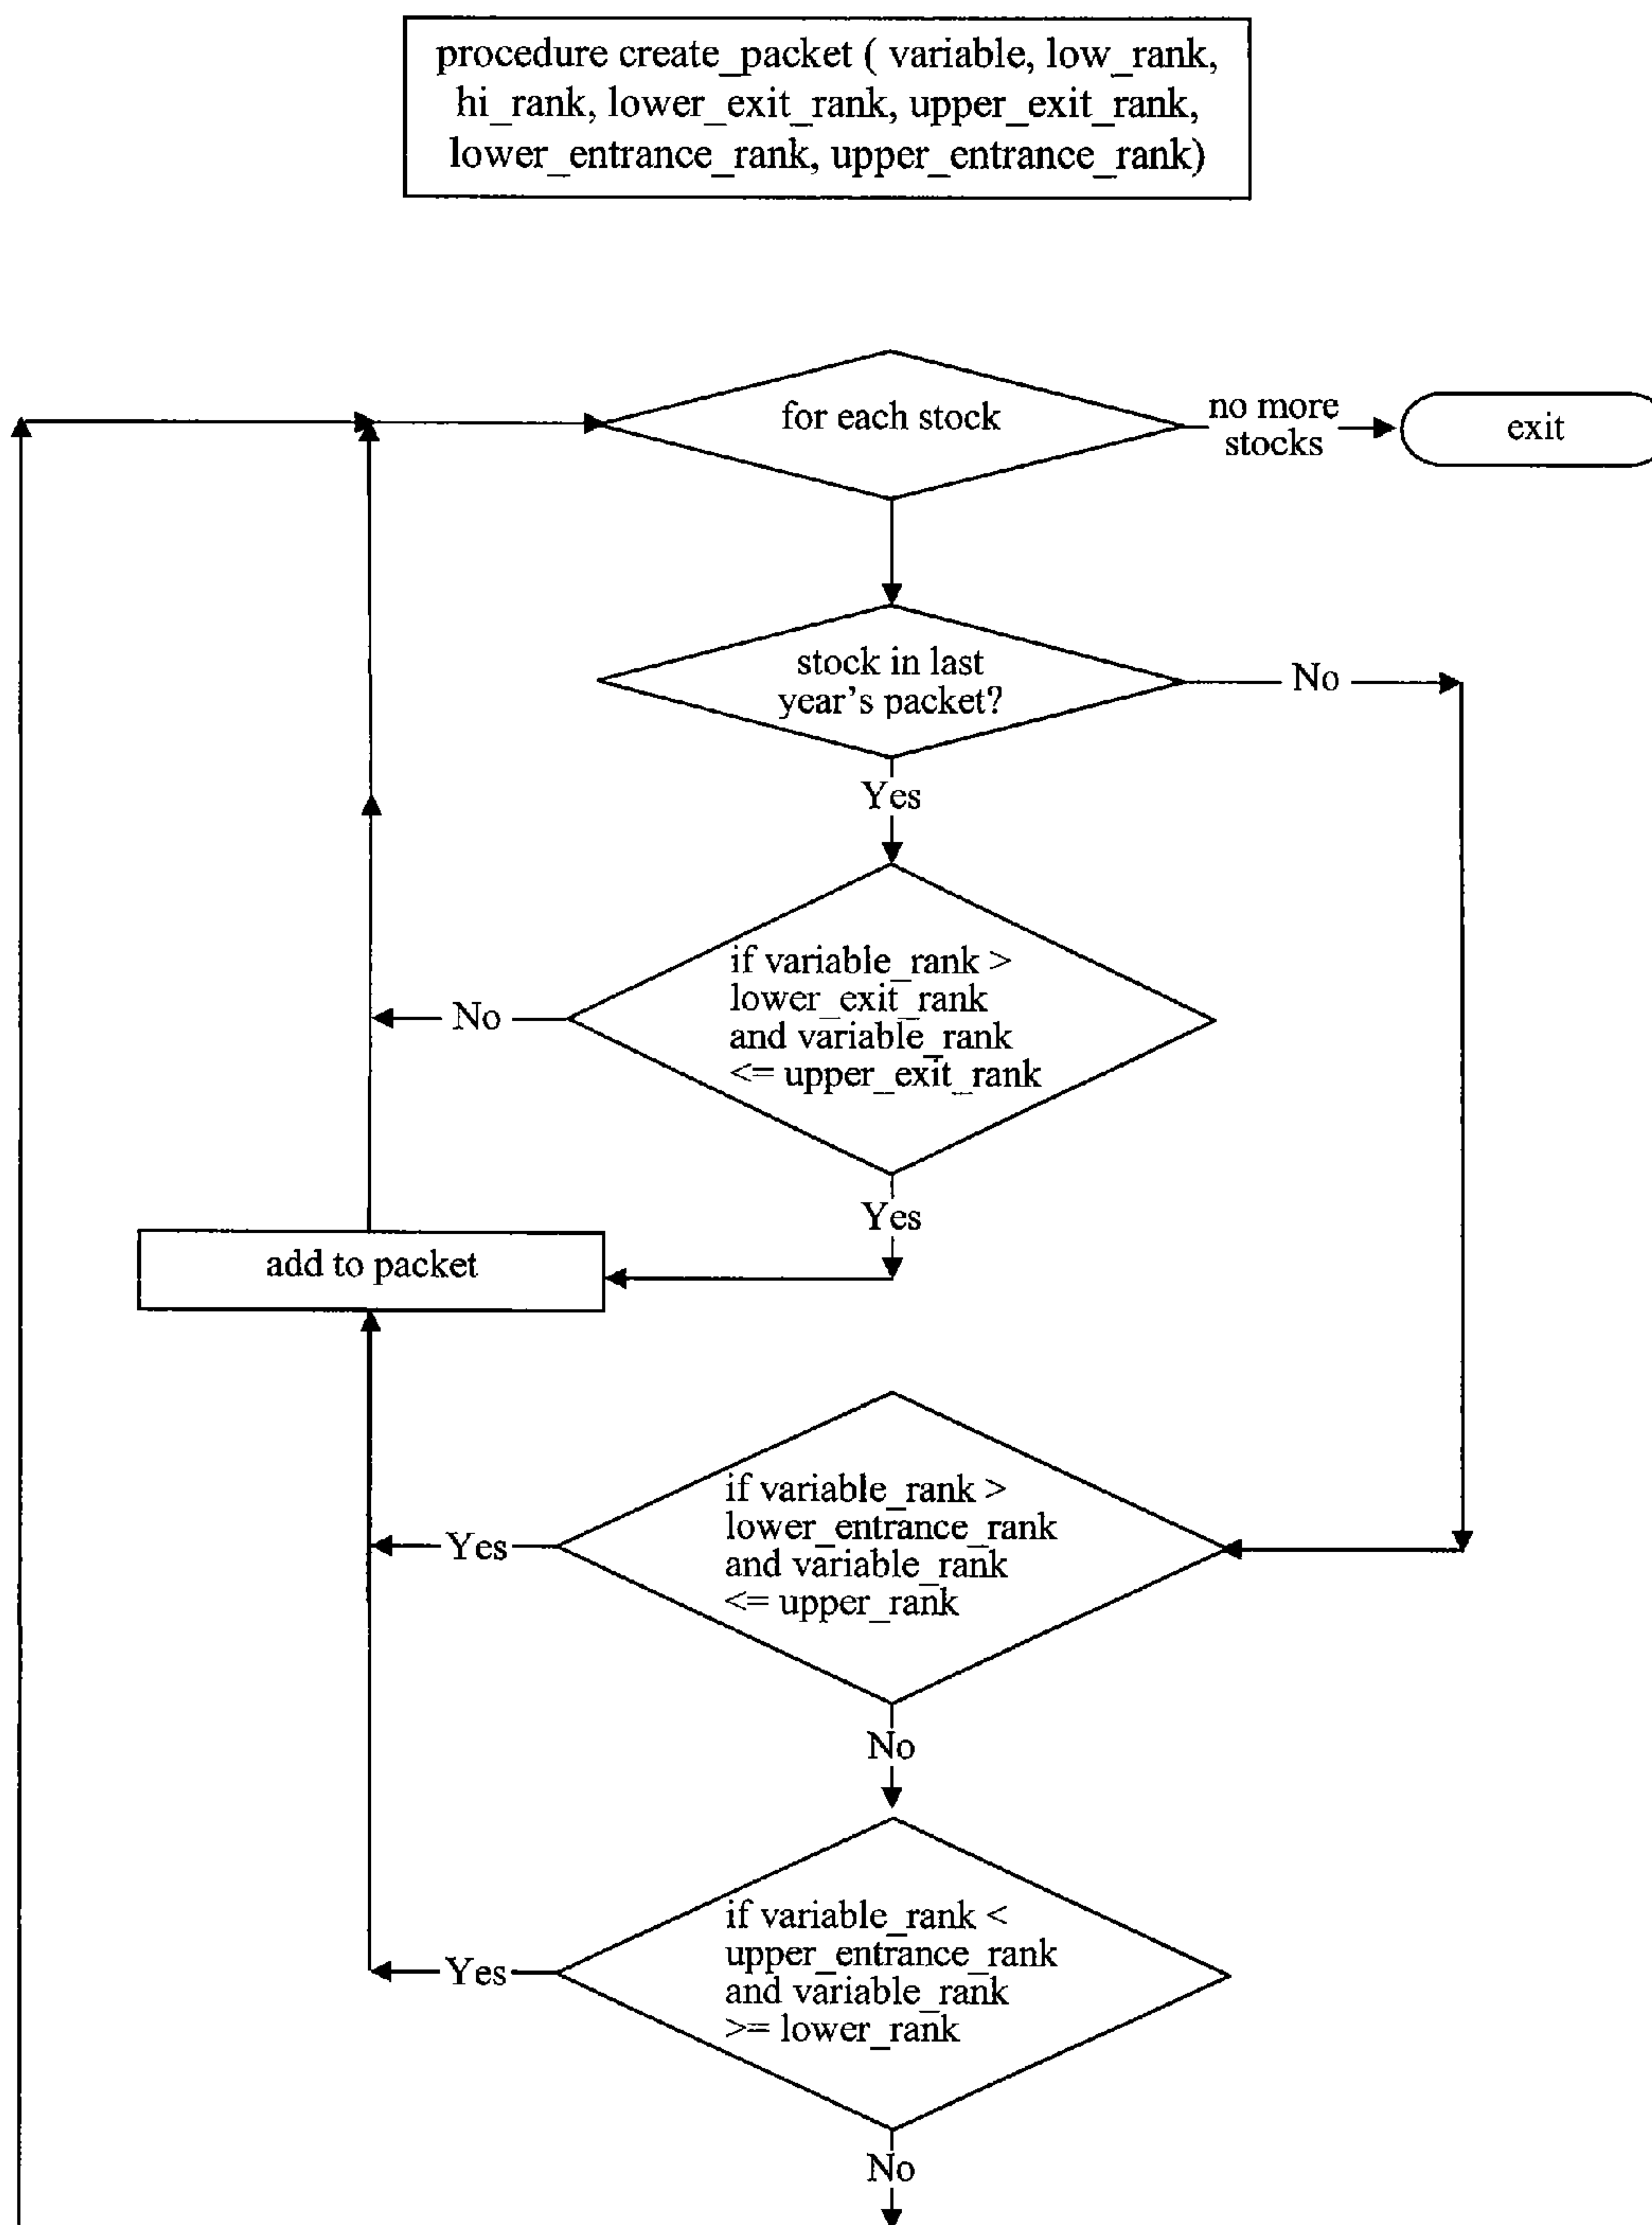 procedure create_packet ( variable, low_rank,
hi_rank, lower_exit_rank, upper_exit_rank,
lower_entrance_rank, upper_entrance_rank)
for each stock
no more
stocks
exit
stock in last
year's packet?
No
Yes
if variable_rank >
lower_exit_rank
and variable_rank
<= upper_exit_rank
No
Yes
add to packet
if variable_rank >
lower_entrance_rank
and variable_rank
<= upper_rank
Yes
No
if variable_rank <
upper_entrance_rank
and variable_rank
>= lower_rank
Yes
No